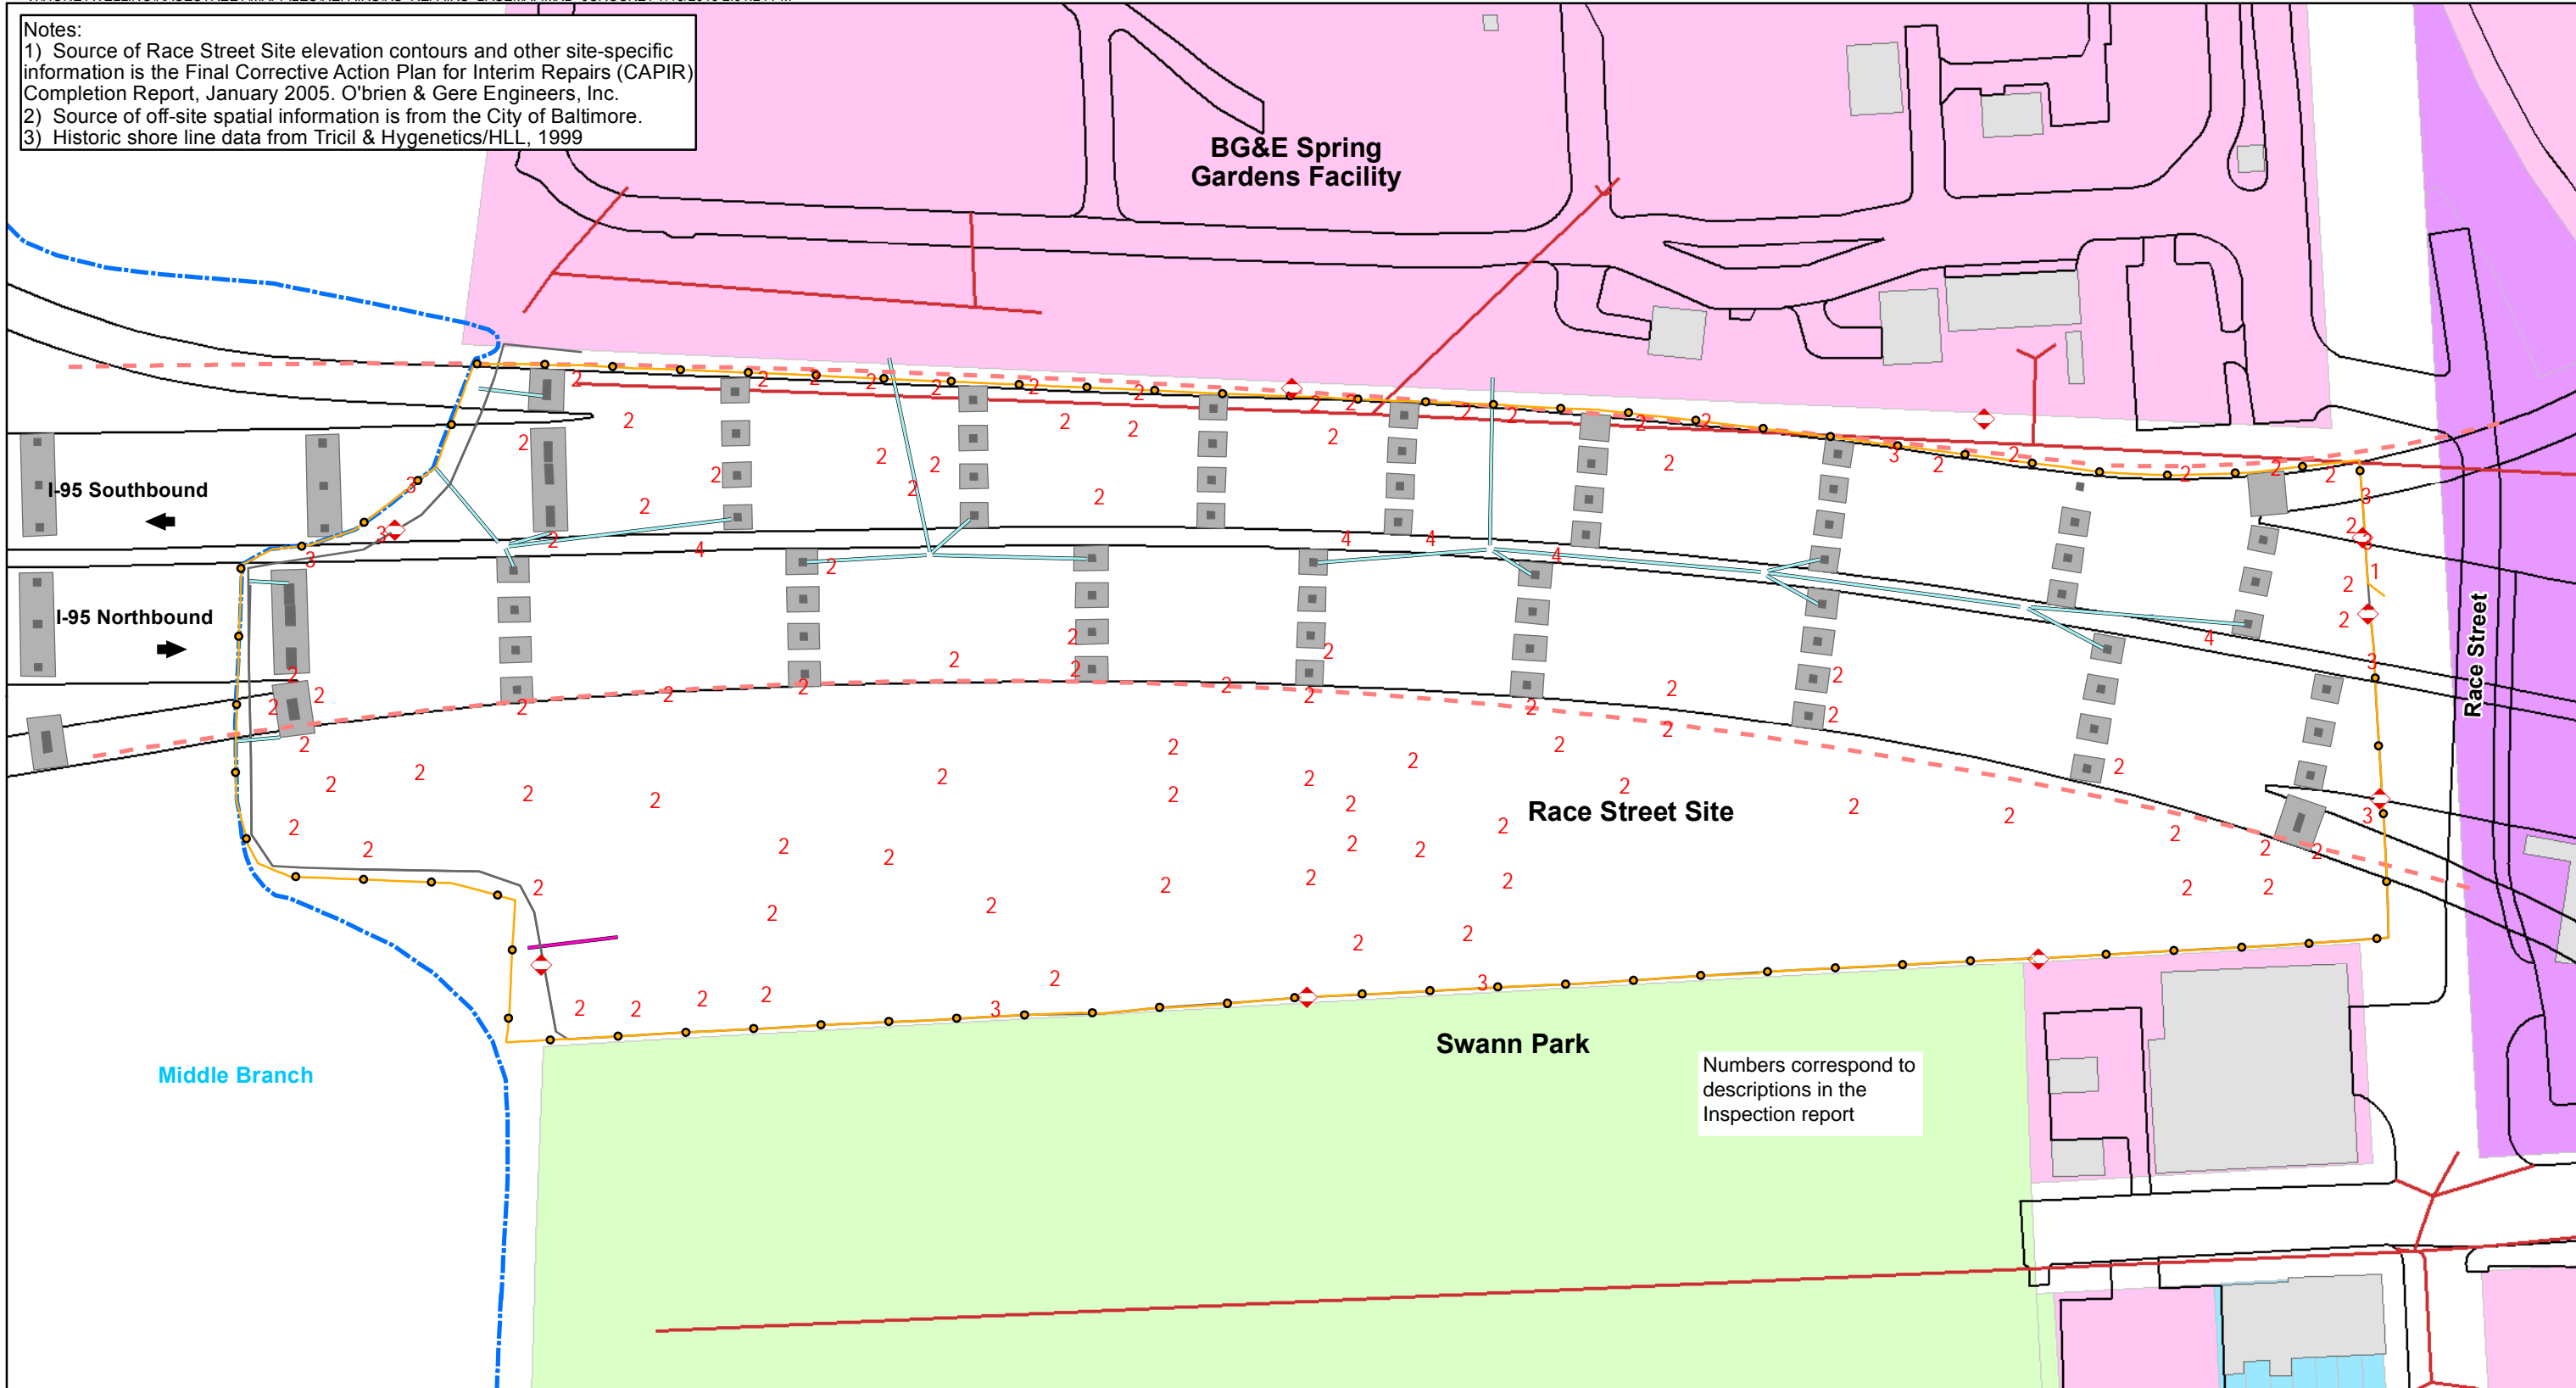 Notes:
1) Source of Race Street Site elevation contours and other site-specific
information is the Final Corrective Action Plan for Interim Repairs (CAPIR)
Completion Report, January 2005. O'brien & Gere Engineers, Inc.
2) Source of off-site spatial information is from the City of Baltimore.
3) Historic shore line data from Tricil & Hygenetics/HLL, 1999
BG&E Spring
Gardens Facility
I-95 Southbound
I-95 Northbound
Race Street
Race Street Site
Swann Park
Middle Branch
Numbers correspond to
descriptions in the
Inspection report